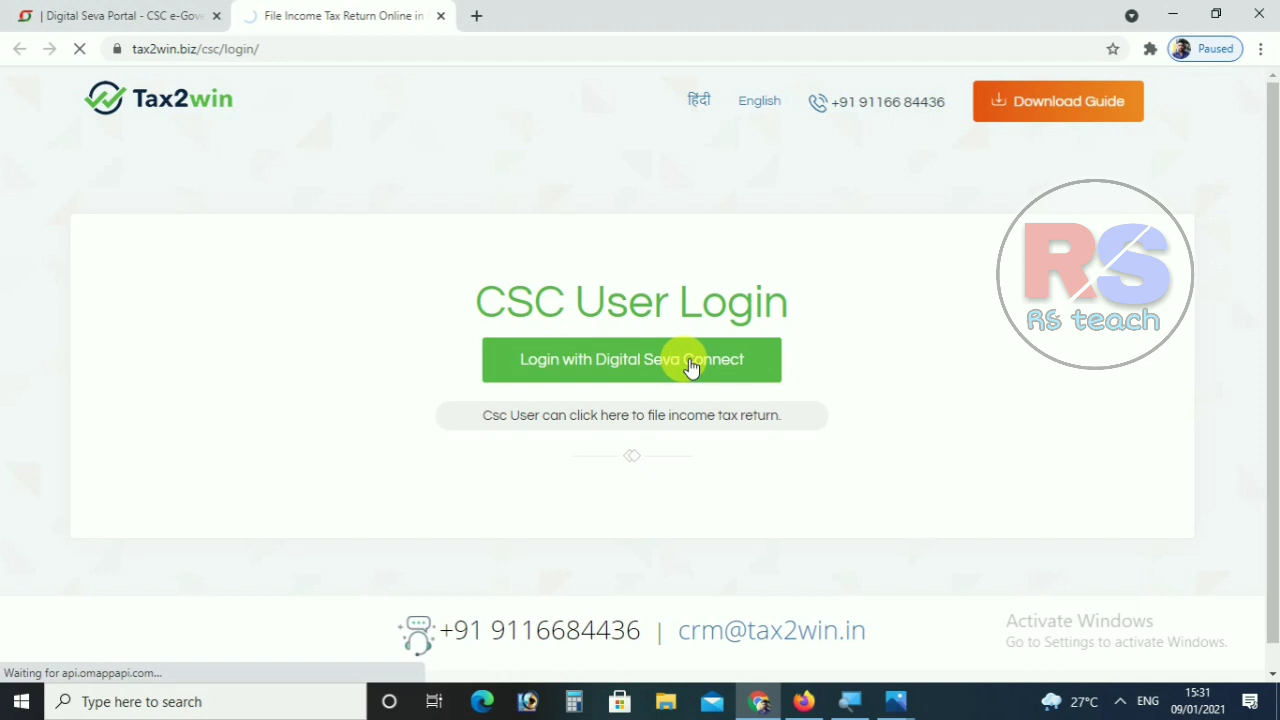 | Digital Seva Portal - CSC e-Gove
File Income Tax Return Online in
Paused
tax2win.biz/csc/login/
Tax2win
हिंदी
English
+91 91166 84436
Download Guide
RS
RS teach
CSC User Login
Login with Digital Seva Connect
Csc User can click here to file income tax return.
+91 9116684436 | crm@tax2win.in
Activate Windows
Go to Settings to activate Windows.
Waiting for api.omappapi.com...
Type here to search
27°C
ENG
15:31
09/01/2021